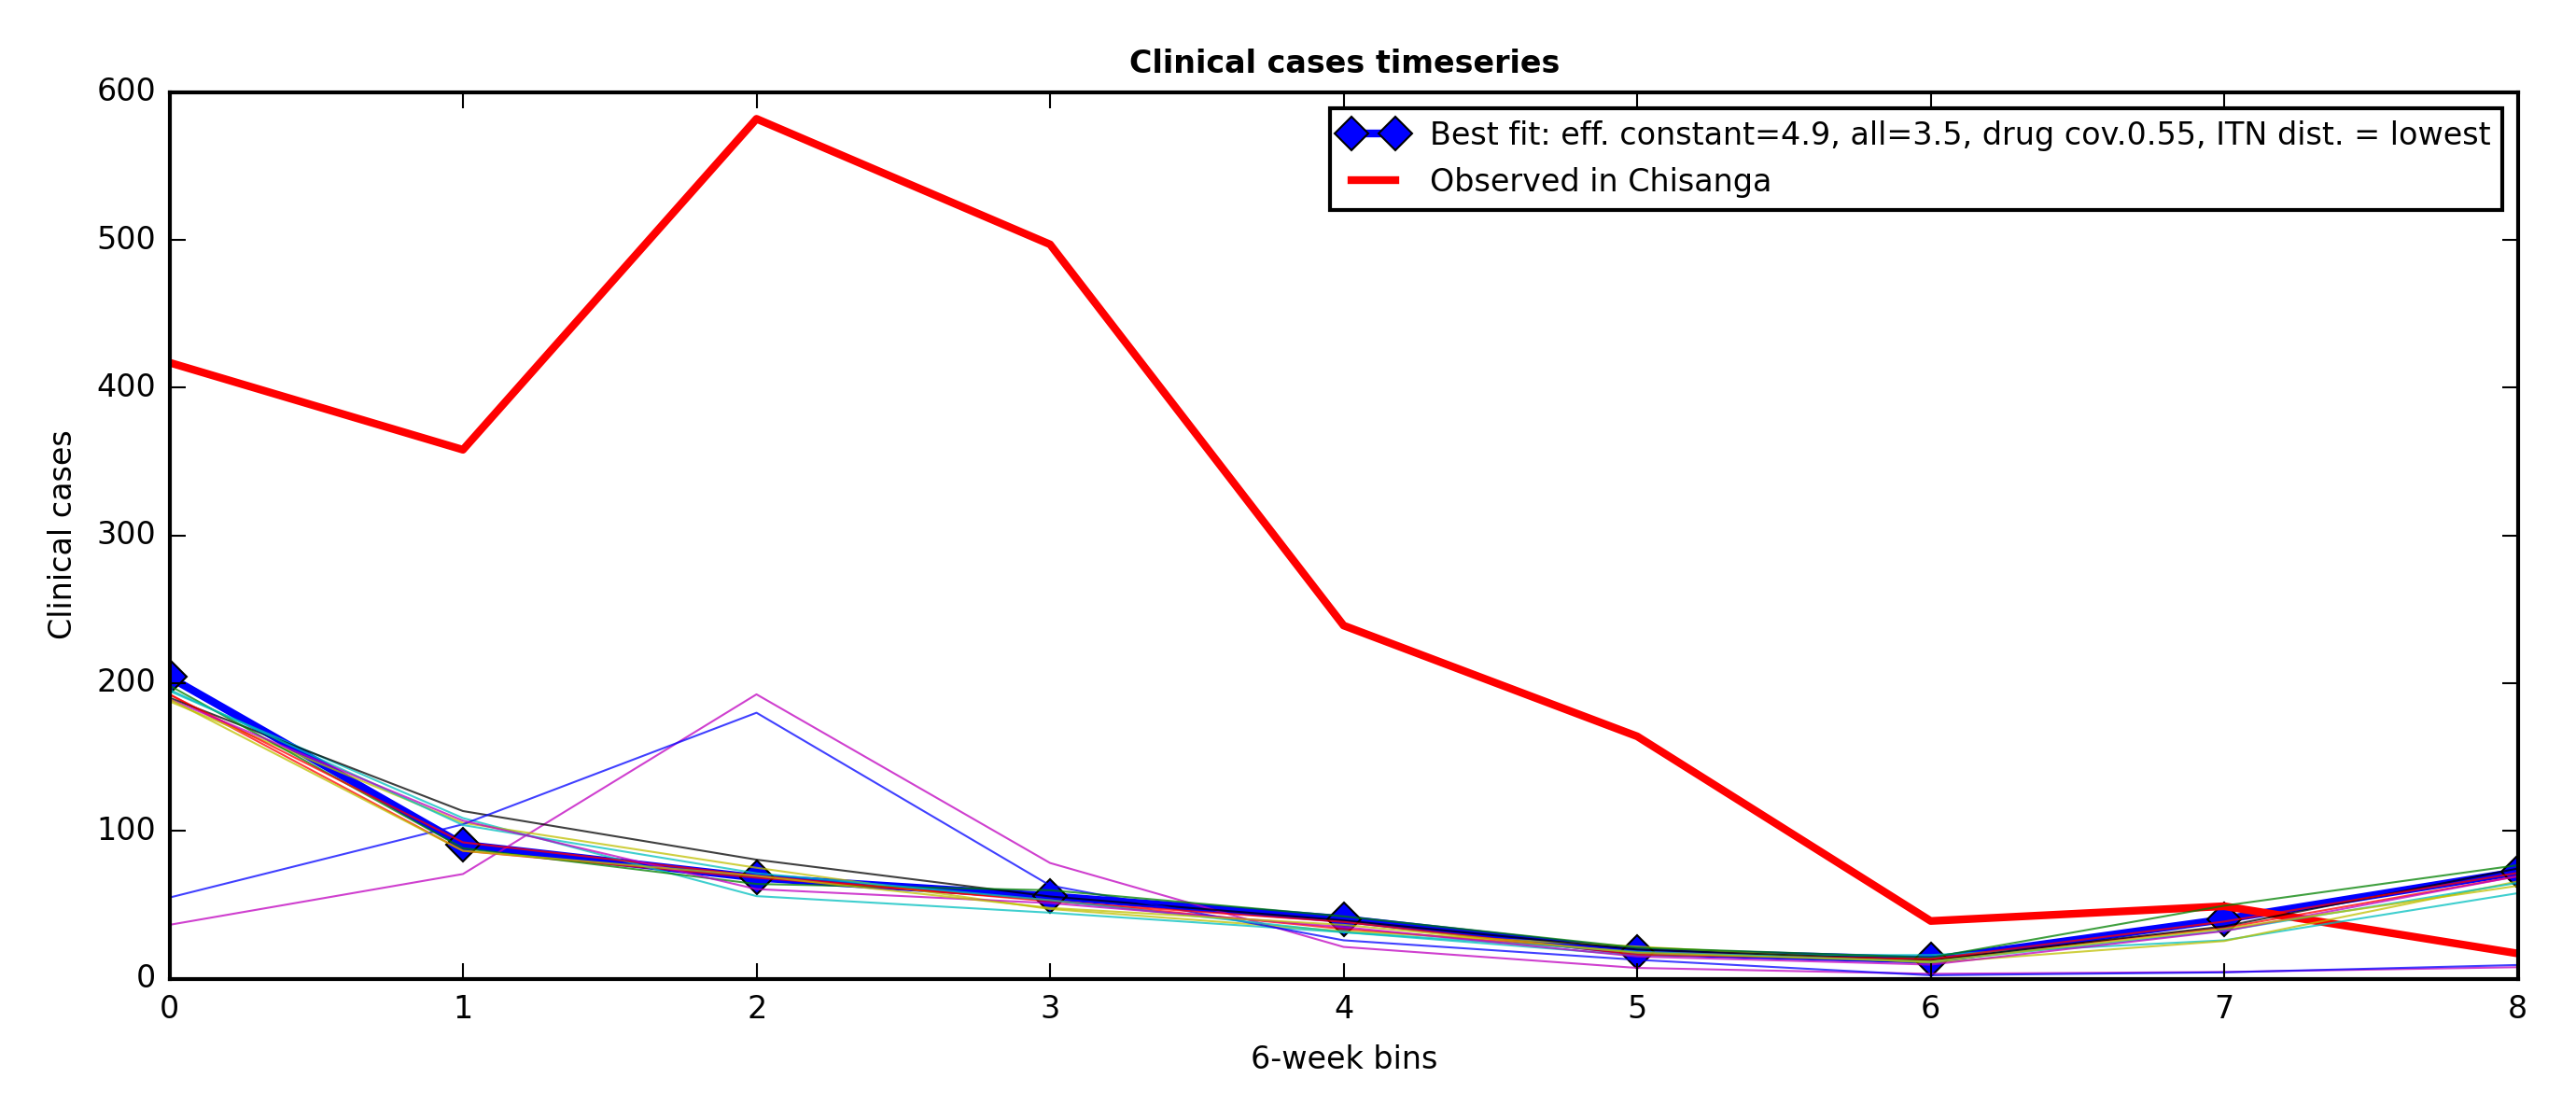 Clinical cases timeseries
600
500
400
300
200
100
0
Clinical cases
Best fit: eff. constant=4.9, all=3.5, drug cov.0.55, ITN dist. = lowest
Observed in Chisanga
0 1 2 3 4 5 6 7 8
6-week bins